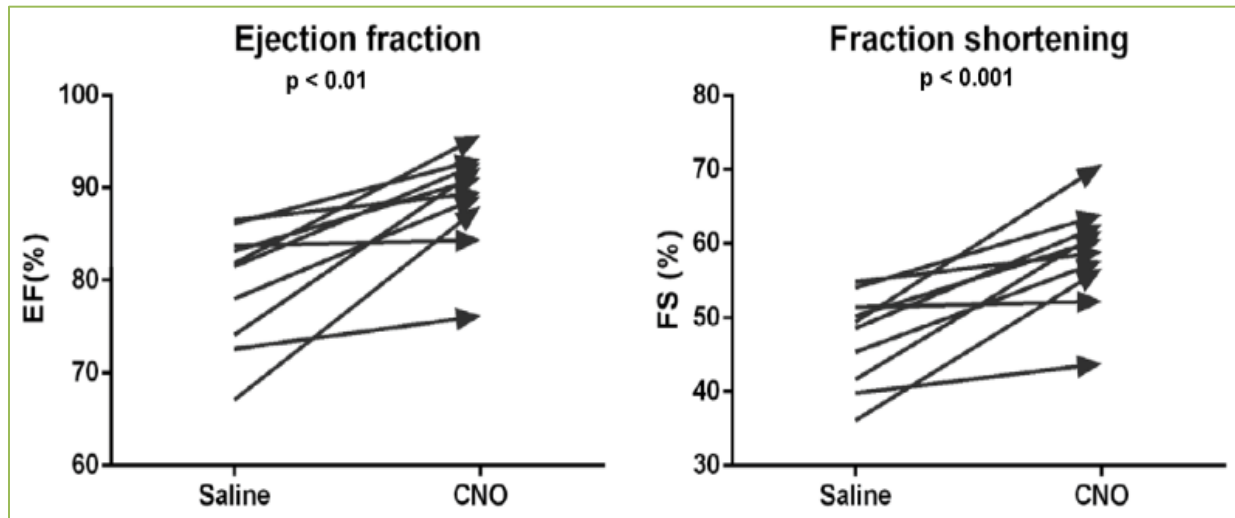 Ejection fraction
p < 0.01
100
90
80
70
60
EF(%)
Saline
CNO
Fraction shortening
p < 0.001
80
70
60
50
40
30
FS (%)
Saline
CNO